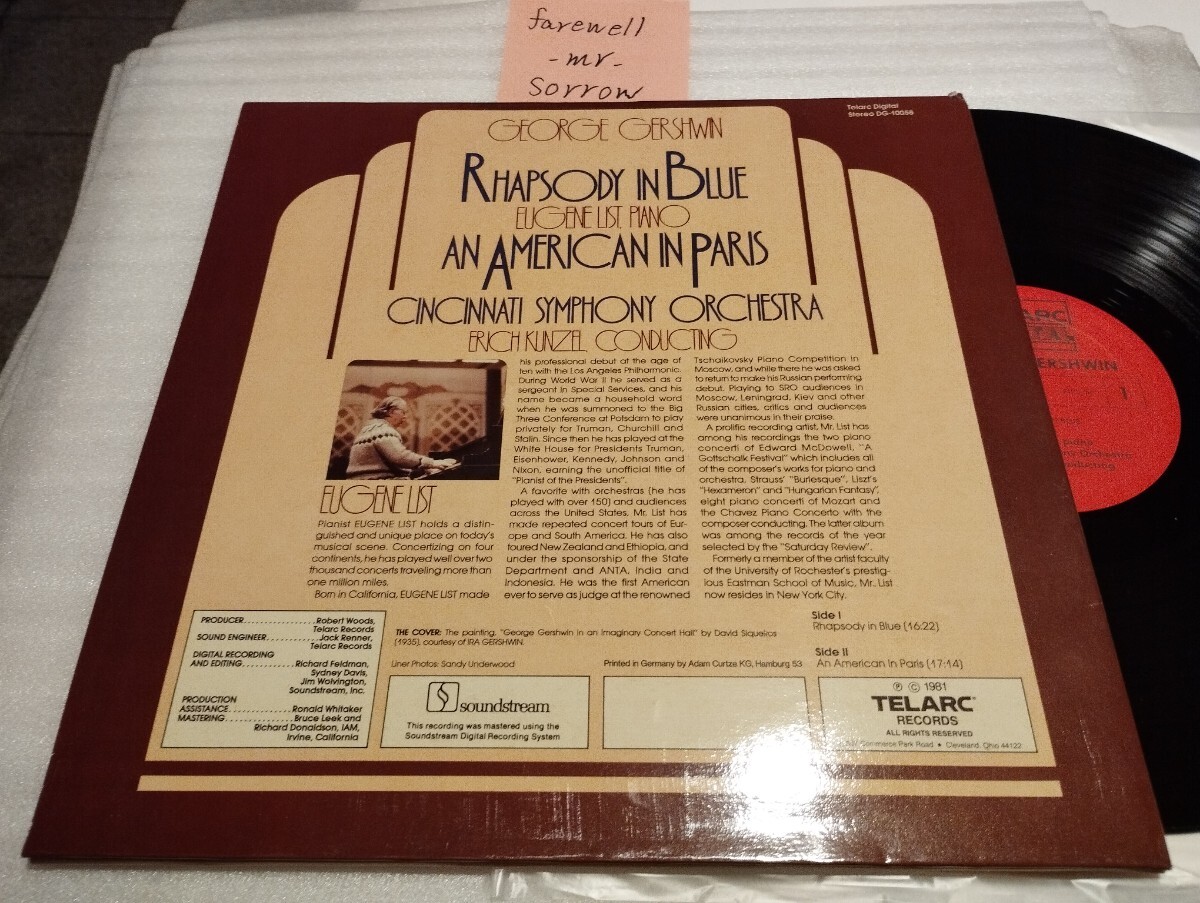 farewell
-mr-
sorrow
Telarc Digital
Stereo DG-10058
GEORGE GERSHWIN
RHAPSODY IN BLUE
EUGENE LIST, PIANO
AN AMERICAN IN PARIS
CINCINNATI SYMPHONY ORCHESTRA
ERICH KUNZEL, CONDUCTING
EUGENE LIST
Pianist EUGENE LIST holds a distin-
guished and unique place on today's
musical scene. Concertizing on four
continents, he has played well over two
thousand concerts traveling more than
one million miles.
Born in California, EUGENE LIST made
his professional debut at the age of
ten with the Los Angeles Philharmonic.
During World War II he served as a
sergeant in Special Services, and his
name became a household word
when he was summoned to the Big
Three Conference at Potsdam to play
privately for Truman, Churchill and
Stalin. Since then he has played at the
White House for Presidents Truman,
Eisenhower, Kennedy, Johnson and
Nixon, earning the unofficial title of
"Pianist of the Presidents".
A favorite with orchestras (he has
played with over 150) and audiences
across the United States, Mr. List has
made repeated concert tours of Eur-
ope and South America. He has also
toured New Zealand and Ethiopia, and
under the sponsorship of the State
Department and ANTA, India and
Indonesia. He was the first American
ever to serve as judge at the renowned
Tschaikovsky Piano Competition in
Moscow, and while there he was asked
to return to make his Russian performing
debut. Playing to SRO audiences in
Moscow, Leningrad, Kiev and other
Russian cities, critics and audiences
were unanimous in their praise.
A prolific recording artist, Mr. List has
among his recordings the two piano
concerti of Edward McDowell, "A
Gottschalk Festival" which includes all
of the composer's works for piano and
orchestra, Strauss' "Burlesque", Liszt's
"Hexameron" and "Hungarian Fantasy",
eight piano concerti of Mozart and
the Chavez Piano Concerto with the
composer conducting. The latter album
was among the records of the year
selected by the "Saturday Review".
Formerly a member of the artist faculty
of the University of Rochester's prestig-
ious Eastman School of Music, Mr. List
now resides in New York City.
PRODUCER..........Robert Woods,
Telarc Records
SOUND ENGINEER..........Jack Renner,
Telarc Records
DIGITAL RECORDING
AND EDITING..........Richard Feldman,
Sydney Davis,
Jim Wolvington,
Soundstream, Inc.
PRODUCTION
ASSISTANCE..........Ronald Whitaker
MASTERING..........Bruce Leek and
Richard Donaldson, IAM,
Irvine, California
THE COVER: The painting, "George Gershwin in an Imaginary Concert Hall" by David Siqueiros
(1935), courtesy of IRA GERSHWIN.
Liner Photos: Sandy Underwood
Printed in Germany by Adam Curtze KG, Hamburg 53
Side I
Rhapsody in Blue (16:22)
Side II
An American In Paris (17:14)
soundstream
This recording was mastered using the
Soundstream Digital Recording System
℗ © 1981
TELARC®
RECORDS
ALL RIGHTS RESERVED
Commerce Park Road • Cleveland, Ohio 44122
GERSHWIN
1